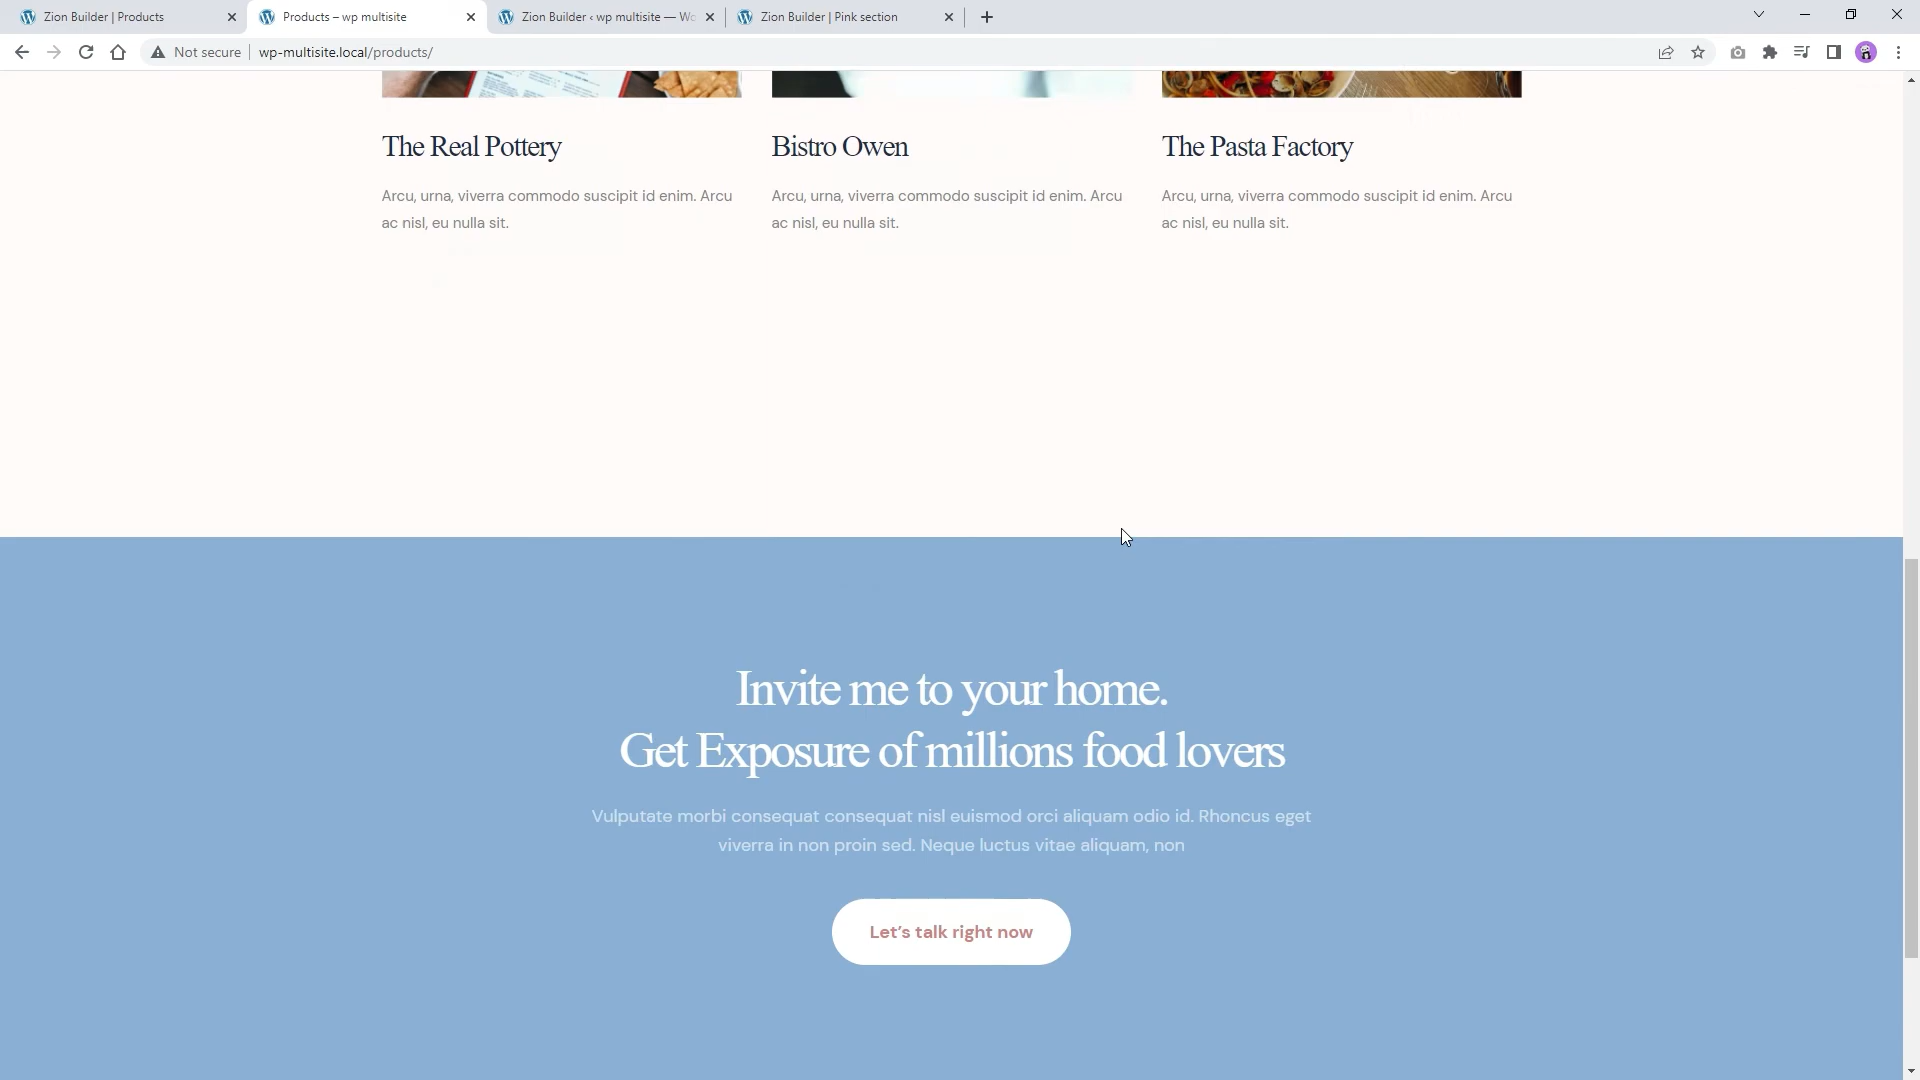 Zion Builder | Products
Products – wp multisite
Zion Builder ‹ wp multisite — Wo
Zion Builder | Pink section
Not secure
wp-multisite.local/products/
The Real Pottery
Bistro Owen
The Pasta Factory
Arcu, urna, viverra commodo suscipit id enim. Arcu
ac nisl, eu nulla sit.
Arcu, urna, viverra commodo suscipit id enim. Arcu
ac nisl, eu nulla sit.
Arcu, urna, viverra commodo suscipit id enim. Arcu
ac nisl, eu nulla sit.
Invite me to your home.
Get Exposure of millions food lovers
Vulputate morbi consequat consequat nisl euismod orci aliquam odio id. Rhoncus eget
viverra in non proin sed. Neque luctus vitae aliquam, non
Let’s talk right now